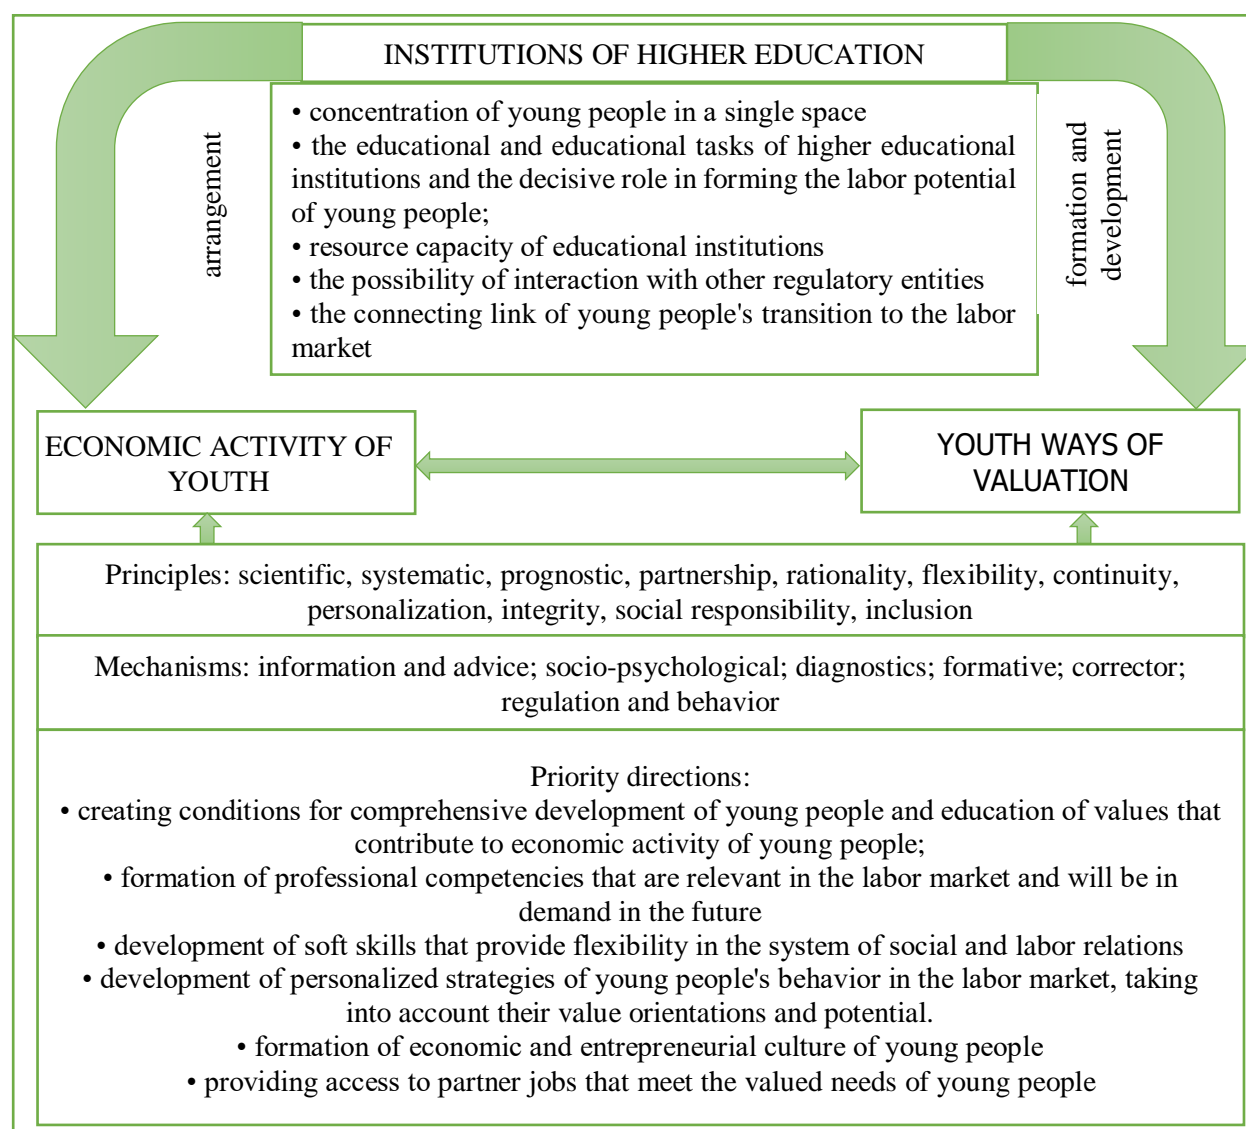 INSTITUTIONS OF HIGHER EDUCATION
• concentration of young people in a single space
• the educational and educational tasks of higher educational
institutions and the decisive role in forming the labor potential
of young people;
• resource capacity of educational institutions
• the possibility of interaction with other regulatory entities
• the connecting link of young people's transition to the labor
market
arrangement
formation and
development
ECONOMIC ACTIVITY OF
YOUTH
YOUTH WAYS OF
VALUATION
Principles: scientific, systematic, prognostic, partnership, rationality, flexibility, continuity,
personalization, integrity, social responsibility, inclusion
Mechanisms: information and advice; socio-psychological; diagnostics; formative; corrector;
regulation and behavior
Priority directions:
• creating conditions for comprehensive development of young people and education of values that
contribute to economic activity of young people;
• formation of professional competencies that are relevant in the labor market and will be in
demand in the future
• development of soft skills that provide flexibility in the system of social and labor relations
• development of personalized strategies of young people's behavior in the labor market, taking
into account their value orientations and potential.
• formation of economic and entrepreneurial culture of young people
• providing access to partner jobs that meet the valued needs of young people